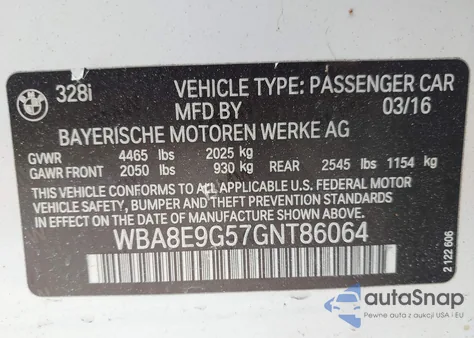 328i
VEHICLE TYPE: PASSENGER CAR
MFD BY 03/16
BAYERISCHE MOTOREN WERKE AG
GVWR 4465 lbs 2025 kg
GAWR FRONT 2050 lbs 930 kg REAR 2545 lbs 1154 kg
THIS VEHICLE CONFORMS TO ALL APPLICABLE U.S. FEDERAL MOTOR
VEHICLE SAFETY, BUMPER AND THEFT PREVENTION STANDARDS IN
EFFECT ON THE DATE OF MANUFACTURE SHOWN ABOVE.
WBA8E9G57GNT86064
2 122 606
autoSnap
Pewne auta z aukcji USA i EU